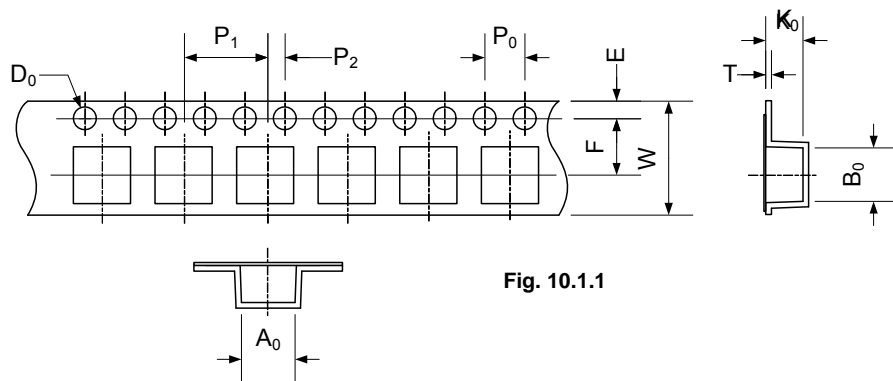 P₁
P₂
P₀
E
K₀
T
D₀
F
W
B₀
Fig. 10.1.1
A₀